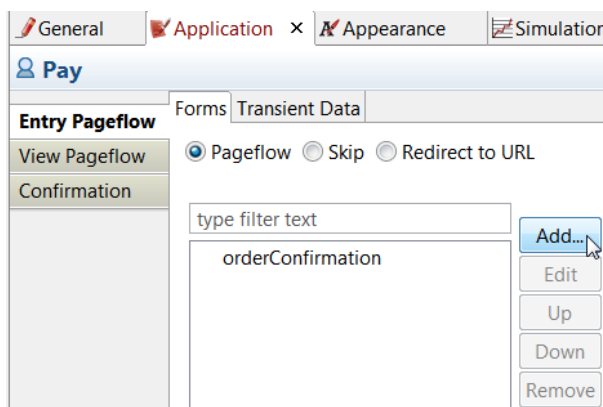 General Application × Appearance Simulation
Pay
Entry Pageflow
View Pageflow
Confirmation
Forms Transient Data
Pageflow Skip Redirect to URL
type filter text
orderConfirmation
Add...
Edit
Up
Down
Remove